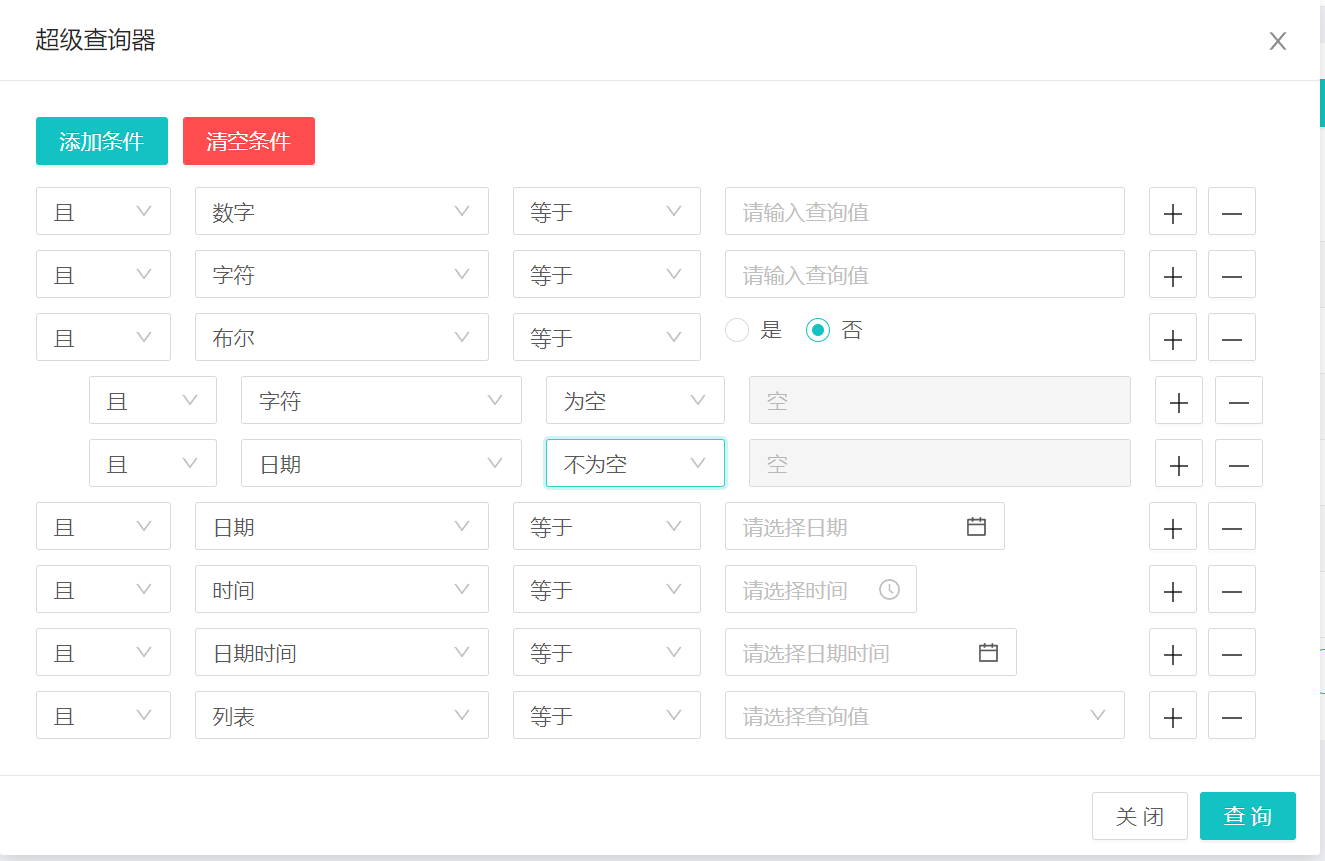 超级查询器
添加条件 清空条件
且 数字 等于 请输入查询值
且 字符 等于 请输入查询值
且 布尔 等于 是 否
且 字符 为空 空
且 日期 不为空 空
且 日期 等于 请选择日期
且 时间 等于 请选择时间
且 日期时间 等于 请选择日期时间
且 列表 等于 请选择查询值
关闭 查询